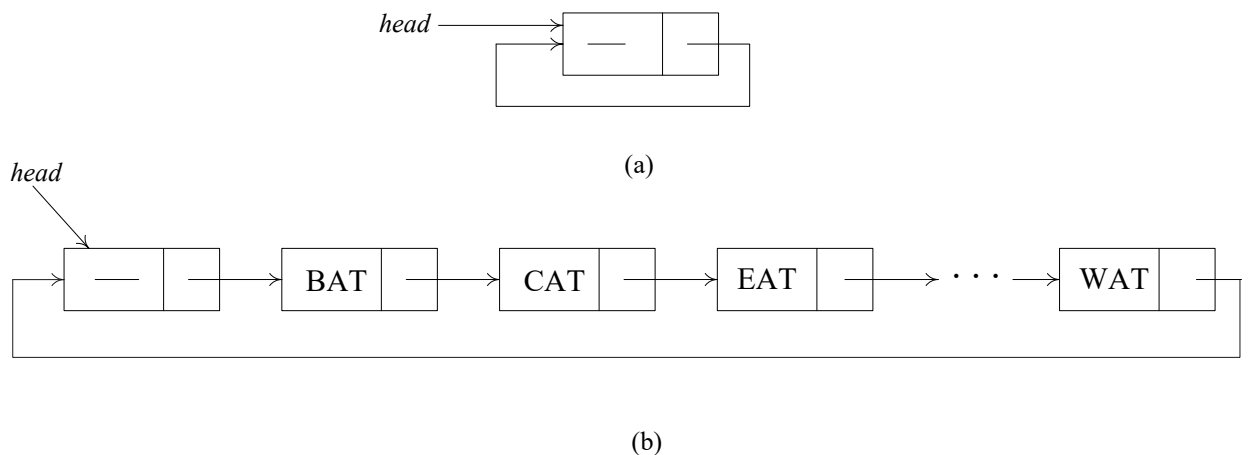 head
(a)
head
BAT CAT EAT . . . WAT
(b)